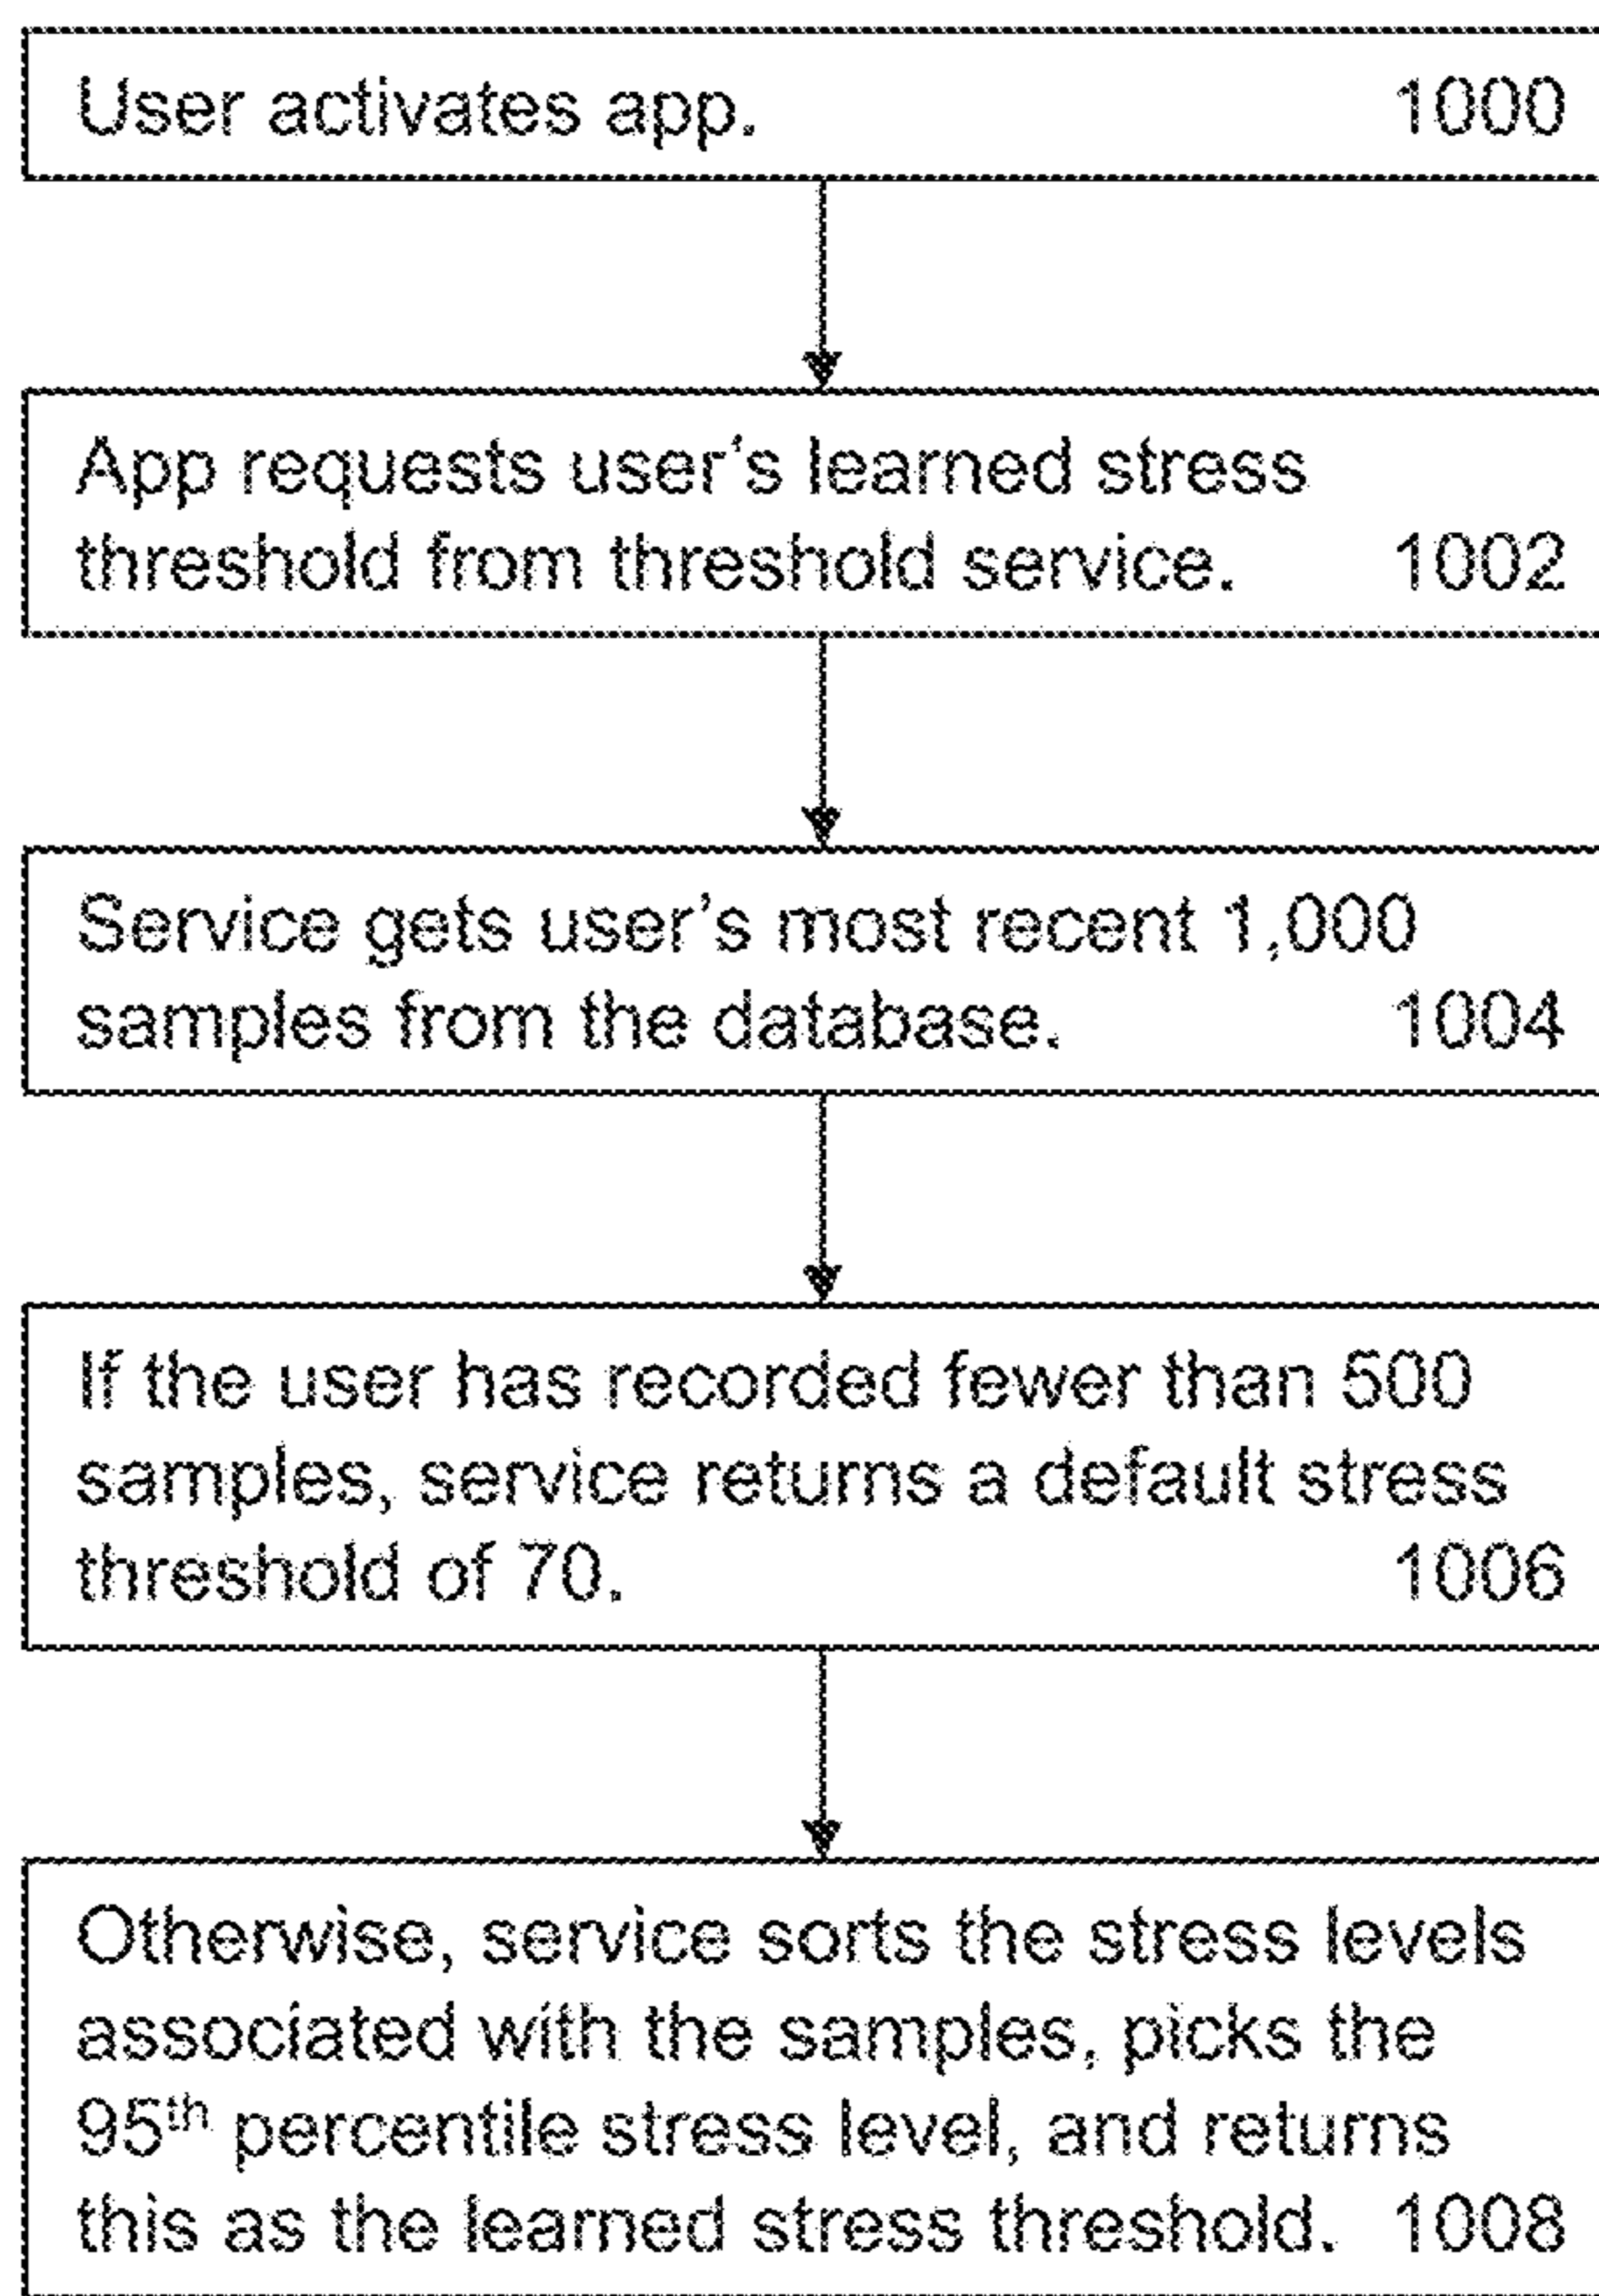 User activates app. 1000
App requests user's learned stress
threshold from threshold service. 1002
Service gets user's most recent 1,000
samples from the database. 1004
If the user has recorded fewer than 500
samples, service returns a default stress
threshold of 70. 1006
Otherwise, service sorts the stress levels
associated with the samples, picks the
95th percentile stress level, and returns
this as the learned stress threshold. 1008